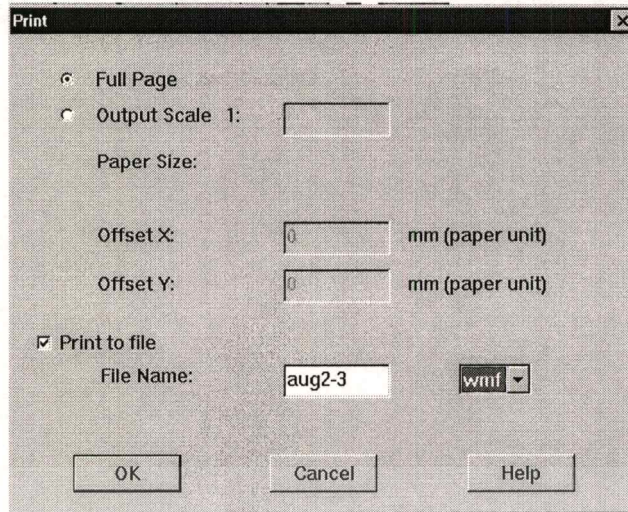 Print
Full Page
Output Scale 1:
Paper Size:
Offset X: 0 mm (paper unit)
Offset Y: 0 mm (paper unit)
Print to file
File Name: aug2-3 wmf
OK Cancel Help